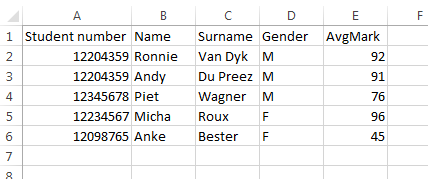 A B C D E F
1 Student number Name Surname Gender AvgMark
2 12204359 Ronnie Van Dyk M 92
3 12204359 Andy Du Preez M 91
4 12345678 Piet Wagner M 76
5 12234567 Micha Roux F 96
6 12098765 Anke Bester F 45
7
8